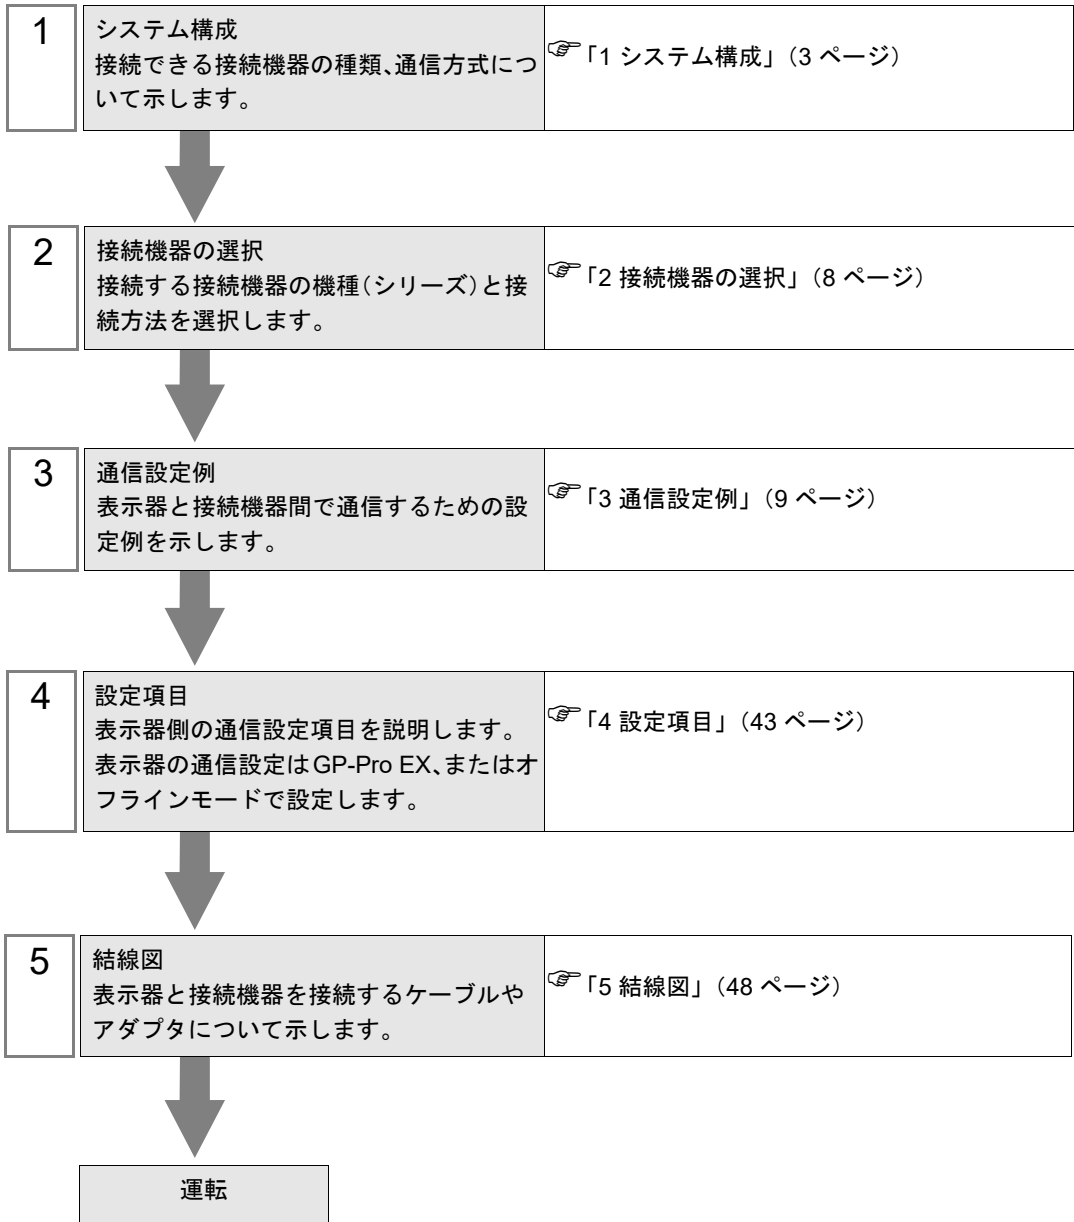 1
システム構成
接続できる接続機器の種類、通信方式につ
いて示します。
☞「1 システム構成」(3 ページ)
2
接続機器の選択
接続する接続機器の機種(シリーズ)と接
続方法を選択します。
☞「2 接続機器の選択」(8 ページ)
3
通信設定例
表示器と接続機器間で通信するための設
定例を示します。
☞「3 通信設定例」(9 ページ)
4
設定項目
表示器側の通信設定項目を説明します。
表示器の通信設定はGP-Pro EX、またはオ
フラインモードで設定します。
☞「4 設定項目」(43 ページ)
5
結線図
表示器と接続機器を接続するケーブルや
アダプタについて示します。
☞「5 結線図」(48 ページ)
運転